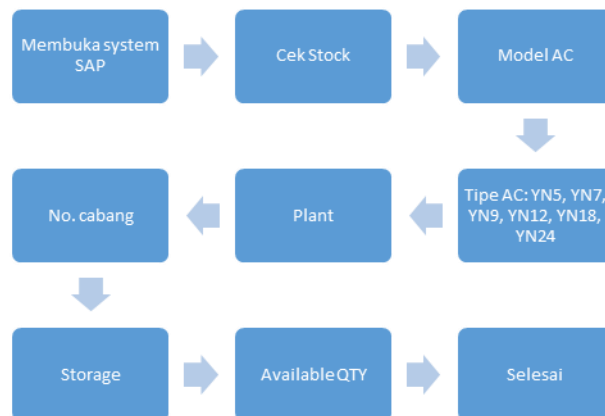 Membuka system
SAP
Cek Stock
Model AC
Tipe AC: YN5, YN7,
YN9, YN12, YN18,
YN24
Plant
No. cabang
Storage
Available QTY
Selesai